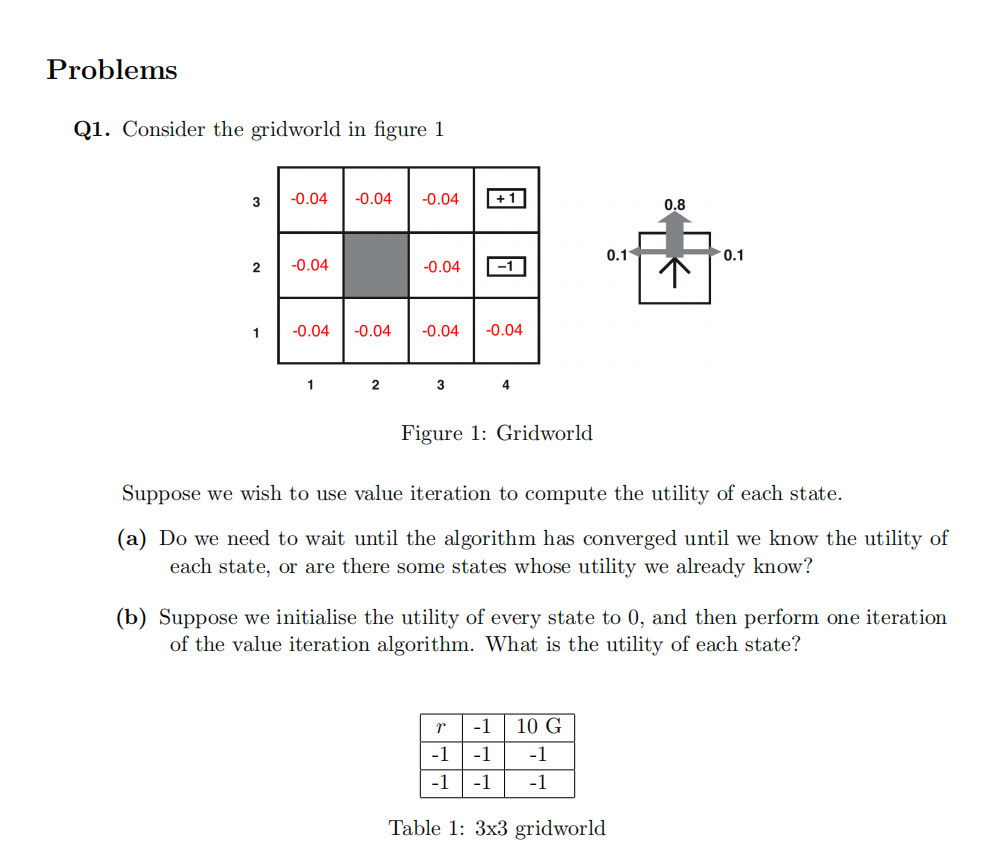 Problems
Q1. Consider the gridworld in figure 1
3 -0.04 -0.04 -0.04 +1
2 -0.04 -0.04 −1
1 -0.04 -0.04 -0.04 -0.04
1 2 3 4
0.8
0.1 0.1
Figure 1: Gridworld
Suppose we wish to use value iteration to compute the utility of each state.
(a) Do we need to wait until the algorithm has converged until we know the utility of
each state, or are there some states whose utility we already know?
(b) Suppose we initialise the utility of every state to 0, and then perform one iteration
of the value iteration algorithm. What is the utility of each state?
r -1 10 G
-1 -1 -1
-1 -1 -1
Table 1: 3x3 gridworld